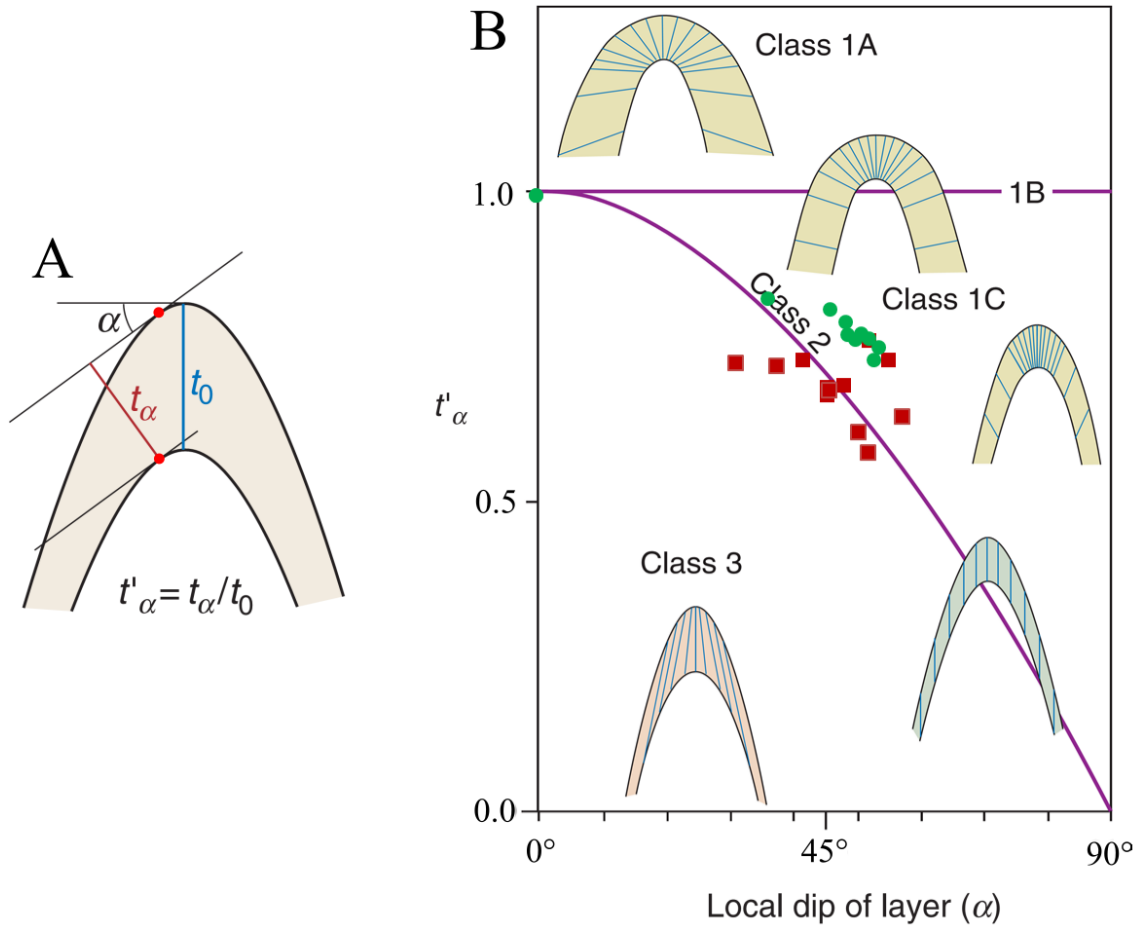 A
α
tα
t0
t'α = tα/t0
B
Class 1A
1.0
1B
Class 1C
Class 2
t'α
0.5
Class 3
0.0
0°
45°
90°
Local dip of layer (α)